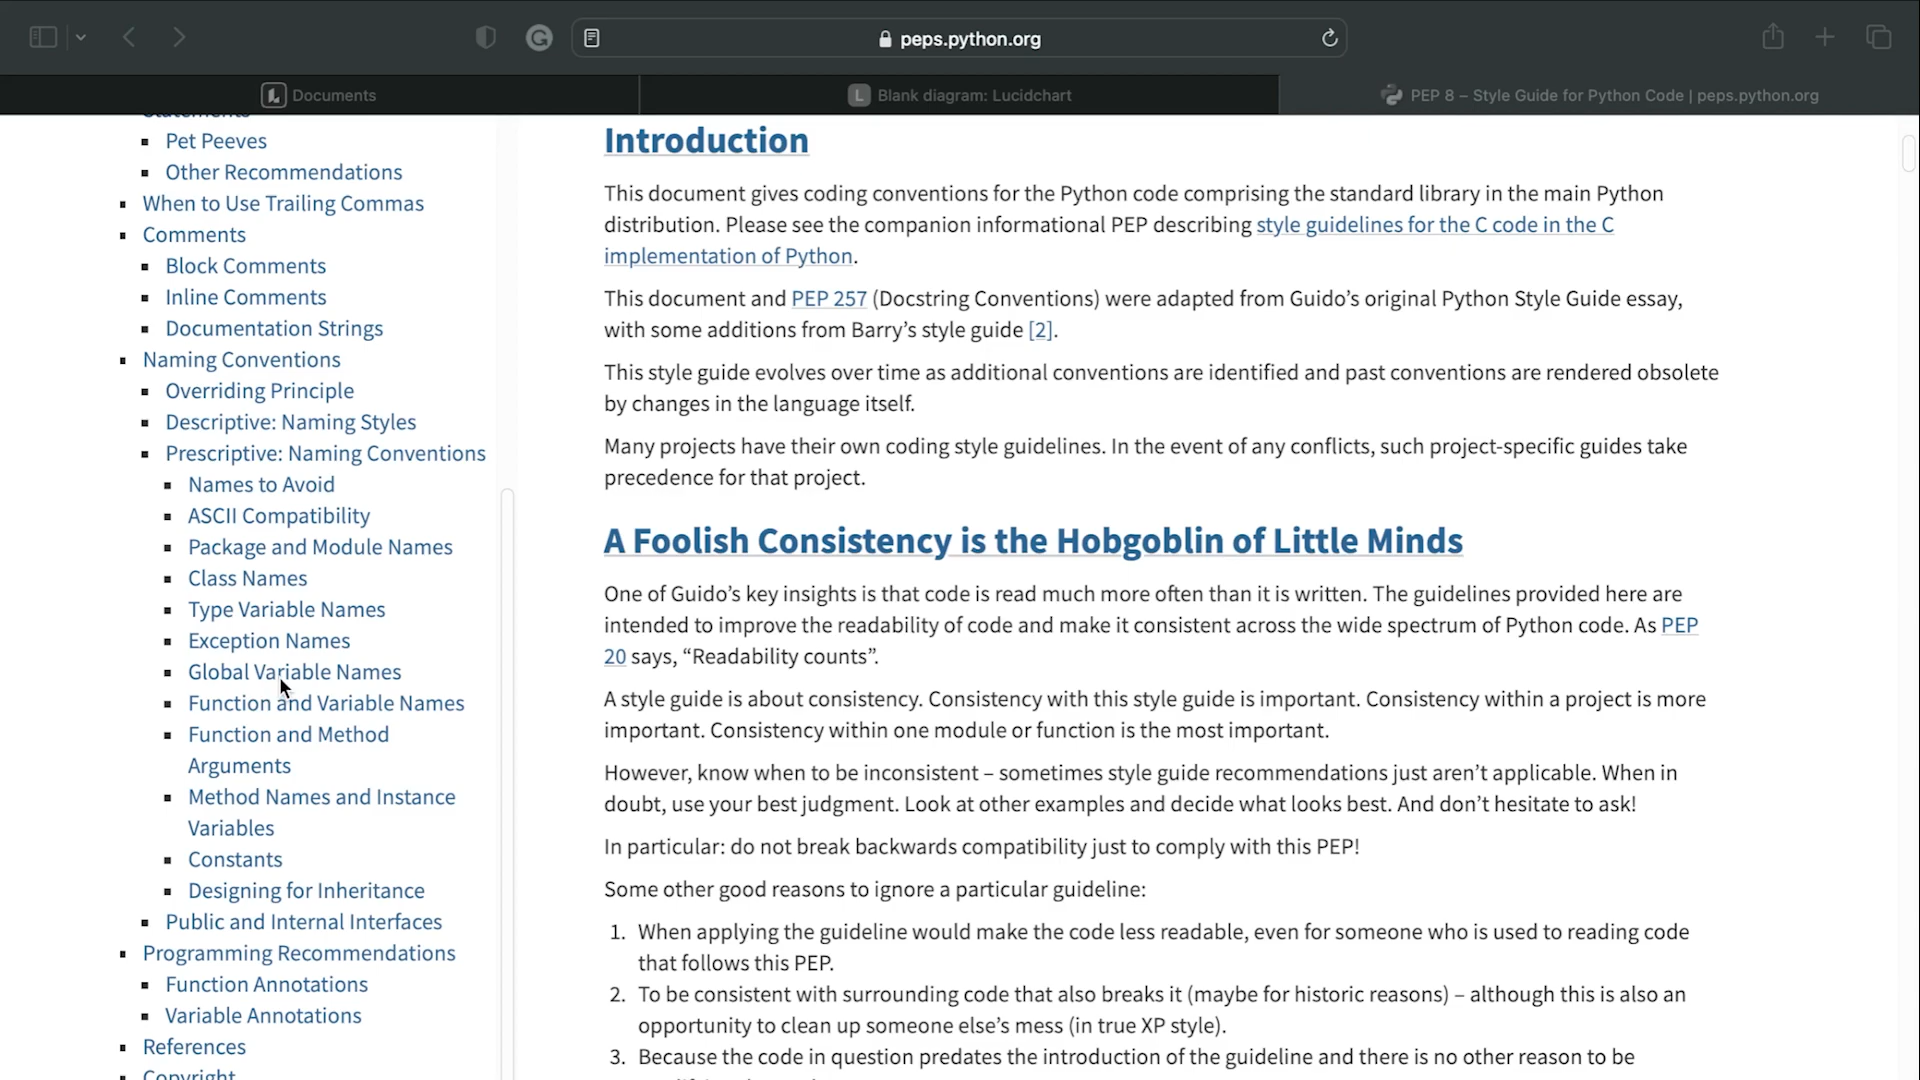 peps.python.org
Documents
Blank diagram: Lucidchart
PEP 8 – Style Guide for Python Code | peps.python.org
Statements
Pet Peeves
Other Recommendations
When to Use Trailing Commas
Comments
Block Comments
Inline Comments
Documentation Strings
Naming Conventions
Overriding Principle
Descriptive: Naming Styles
Prescriptive: Naming Conventions
Names to Avoid
ASCII Compatibility
Package and Module Names
Class Names
Type Variable Names
Exception Names
Global Variable Names
Function and Variable Names
Function and Method
Arguments
Method Names and Instance
Variables
Constants
Designing for Inheritance
Public and Internal Interfaces
Programming Recommendations
Function Annotations
Variable Annotations
References
Copyright
Introduction
This document gives coding conventions for the Python code comprising the standard library in the main Python
distribution. Please see the companion informational PEP describing style guidelines for the C code in the C
implementation of Python.
This document and PEP 257 (Docstring Conventions) were adapted from Guido’s original Python Style Guide essay,
with some additions from Barry’s style guide [2].
This style guide evolves over time as additional conventions are identified and past conventions are rendered obsolete
by changes in the language itself.
Many projects have their own coding style guidelines. In the event of any conflicts, such project-specific guides take
precedence for that project.
A Foolish Consistency is the Hobgoblin of Little Minds
One of Guido’s key insights is that code is read much more often than it is written. The guidelines provided here are
intended to improve the readability of code and make it consistent across the wide spectrum of Python code. As PEP
20 says, “Readability counts”.
A style guide is about consistency. Consistency with this style guide is important. Consistency within a project is more
important. Consistency within one module or function is the most important.
However, know when to be inconsistent – sometimes style guide recommendations just aren’t applicable. When in
doubt, use your best judgment. Look at other examples and decide what looks best. And don’t hesitate to ask!
In particular: do not break backwards compatibility just to comply with this PEP!
Some other good reasons to ignore a particular guideline:
1. When applying the guideline would make the code less readable, even for someone who is used to reading code
that follows this PEP.
2. To be consistent with surrounding code that also breaks it (maybe for historic reasons) – although this is also an
opportunity to clean up someone else’s mess (in true XP style).
3. Because the code in question predates the introduction of the guideline and there is no other reason to be